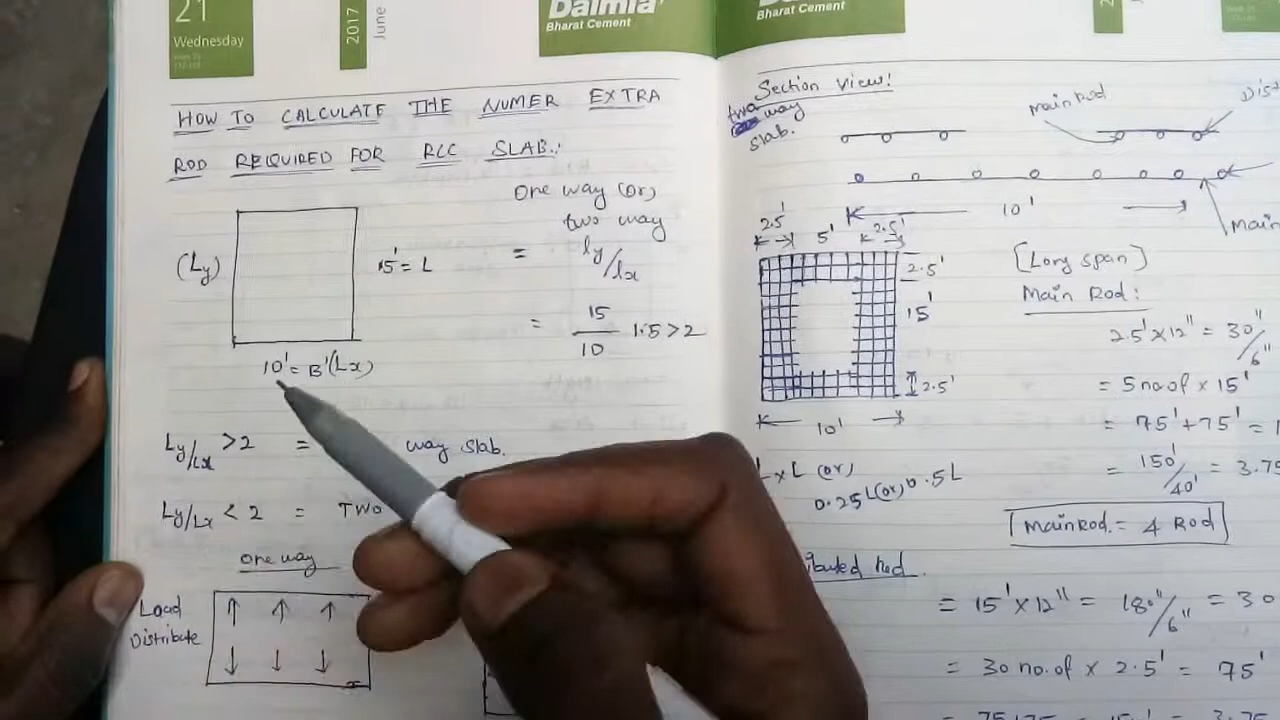 21
Wednesday
2017
June
Dalmia
Bharat Cement
HOW TO CALCULATE THE NUMER EXTRA
ROD REQUIRED FOR RCC SLAB.:
One way (or)
two way
(Ly)
15' = L
= ly/lx
= 15/10 1.5>2
10' = B'(Lx)
Ly/Lx >2 = way slab.
Ly/Lx < 2 = TWO
one way
Load
Distribute
Bharat Cement
Section view:
two way
slab.
main Rod
2.5' 5' 2.5'
10'
main
2.5'
15'
2.5'
10'
[Long span]
Main Rod:
2.5' x 12" = 30"/6"
= 5 no of x 15'
= 75' + 75' =
= 150'/40' = 3.75
main Rod. = 4 Rod
L x L (or)
0.25L (or) 0.5L
= 15' x 12" = 180"/6" = 30
= 30 no. of x 2.5' = 75'